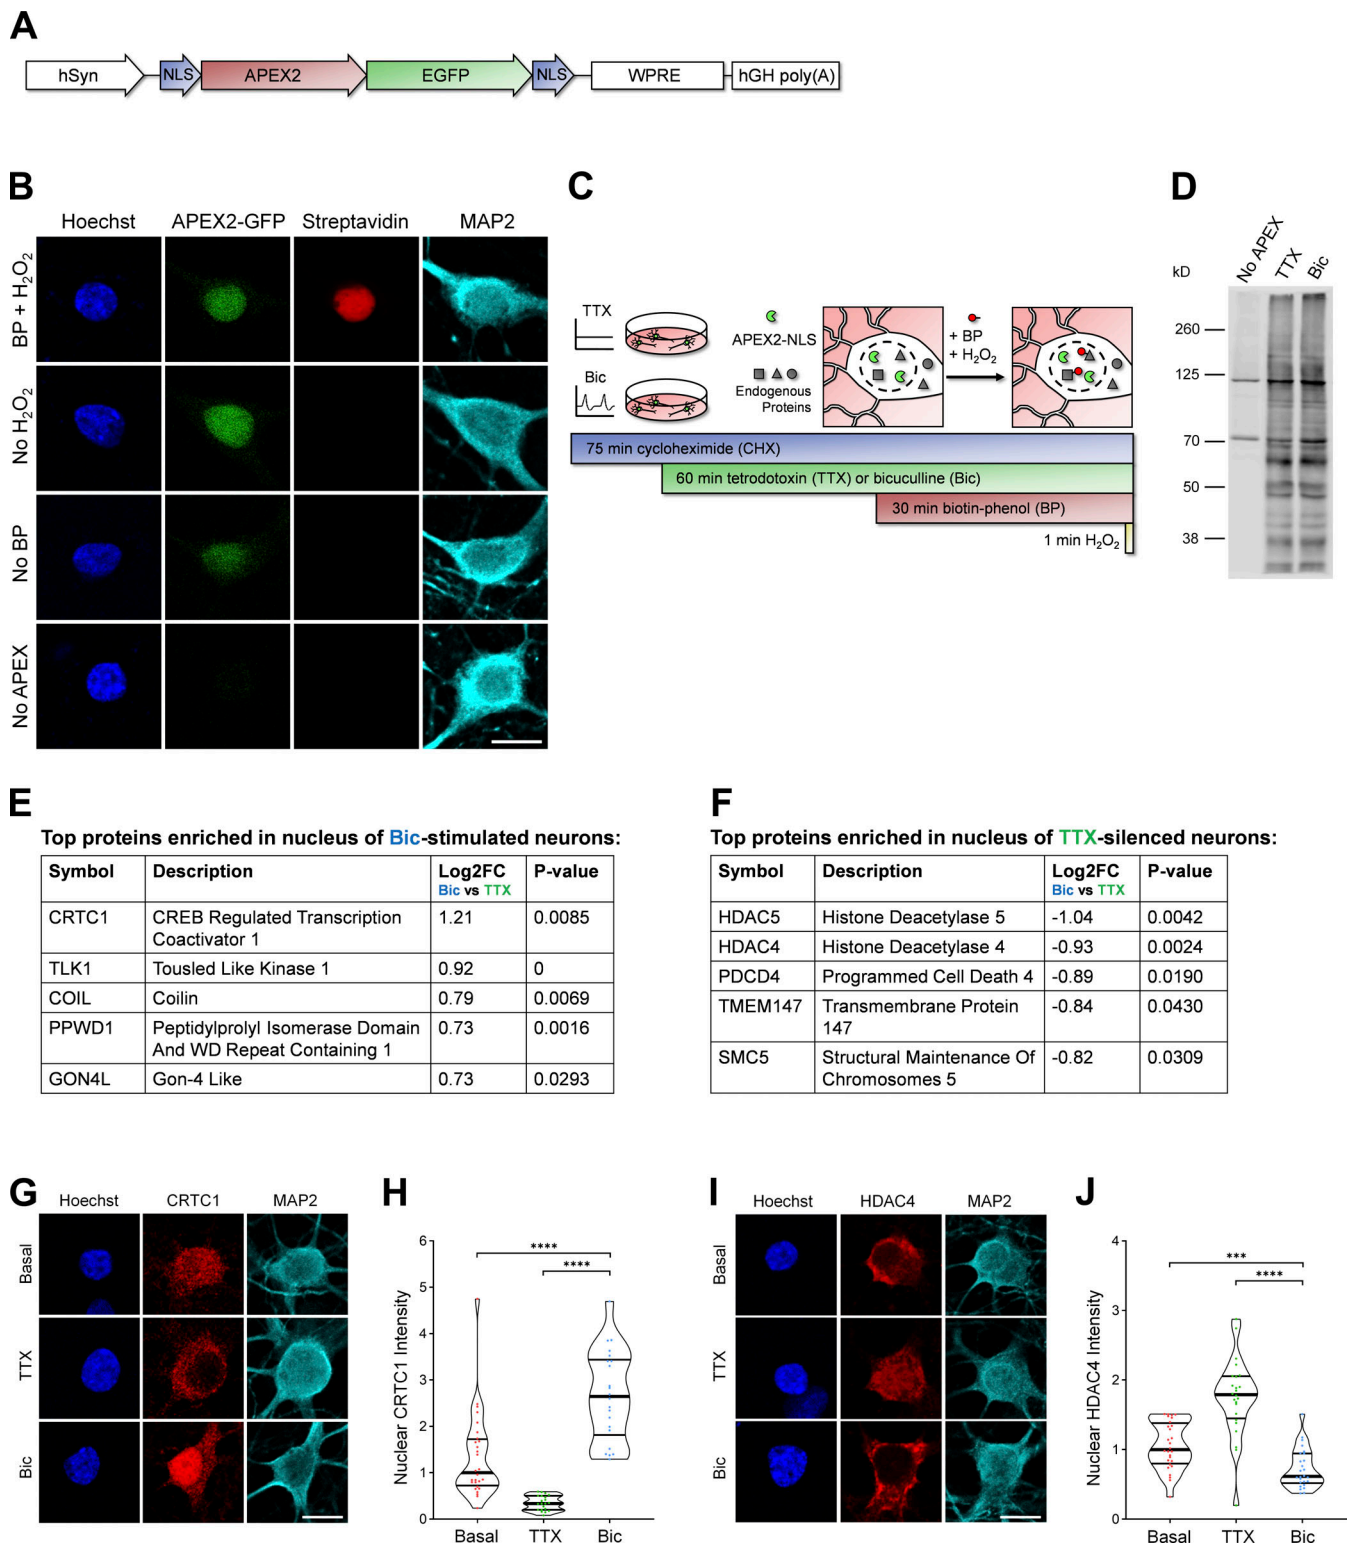 A
hSyn NLS APEX2 EGFP NLS WPRE hGH poly(A)
B
Hoechst APEX2-GFP Streptavidin MAP2
BP + H₂O₂
No H₂O₂
No BP
No APEX
C
TTX
Bic
APEX2-NLS
Endogenous
Proteins
+ BP
+ H₂O₂
75 min cycloheximide (CHX)
60 min tetrodotoxin (TTX) or bicuculline (Bic)
30 min biotin-phenol (BP)
1 min H₂O₂
D
No APEX TTX Bic
kD
260
125
70
50
38
E
Top proteins enriched in nucleus of Bic-stimulated neurons:
Symbol Description Log2FC P-value
Bic vs TTX
CRTC1 CREB Regulated Transcription 1.21 0.0085
Coactivator 1
TLK1 Tousled Like Kinase 1 0.92 0
COIL Coilin 0.79 0.0069
PPWD1 Peptidylprolyl Isomerase Domain 0.73 0.0016
And WD Repeat Containing 1
GON4L Gon-4 Like 0.73 0.0293
F
Top proteins enriched in nucleus of TTX-silenced neurons:
Symbol Description Log2FC P-value
Bic vs TTX
HDAC5 Histone Deacetylase 5 -1.04 0.0042
HDAC4 Histone Deacetylase 4 -0.93 0.0024
PDCD4 Programmed Cell Death 4 -0.89 0.0190
TMEM147 Transmembrane Protein -0.84 0.0430
147
SMC5 Structural Maintenance Of -0.82 0.0309
Chromosomes 5
G
Hoechst CRTC1 MAP2
Basal
TTX
Bic
H
Nuclear CRTC1 Intensity
6
5
4
3
2
1
0
****
****
Basal TTX Bic
I
Hoechst HDAC4 MAP2
Basal
TTX
Bic
J
Nuclear HDAC4 Intensity
4
3
2
1
0
***
****
Basal TTX Bic